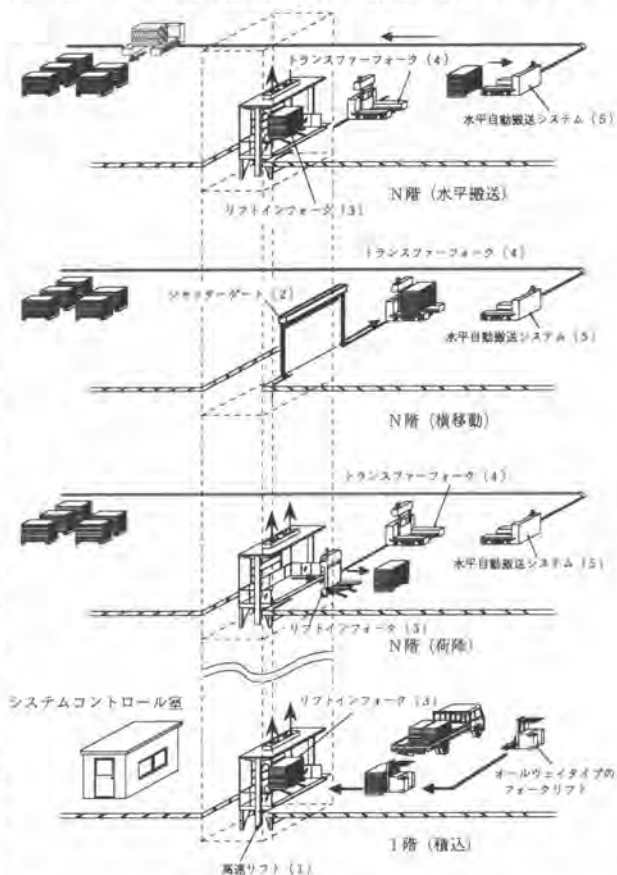 トランスファーフォーク (4)
水平自動搬送システム (5)
リフトインフォーク (3)
N階 (水平搬送)
トランスファーフォーク (4)
シャッターゲート (2)
水平自動搬送システム (5)
N階 (横移動)
トランスファーフォーク (4)
水平自動搬送システム (5)
リフトインフォーク (3)
N階 (荷降)
システムコントロール室
リフトインフォーク (3)
オールウェイタイプの
フォークリフト
1階 (積込)
高速リフト (1)